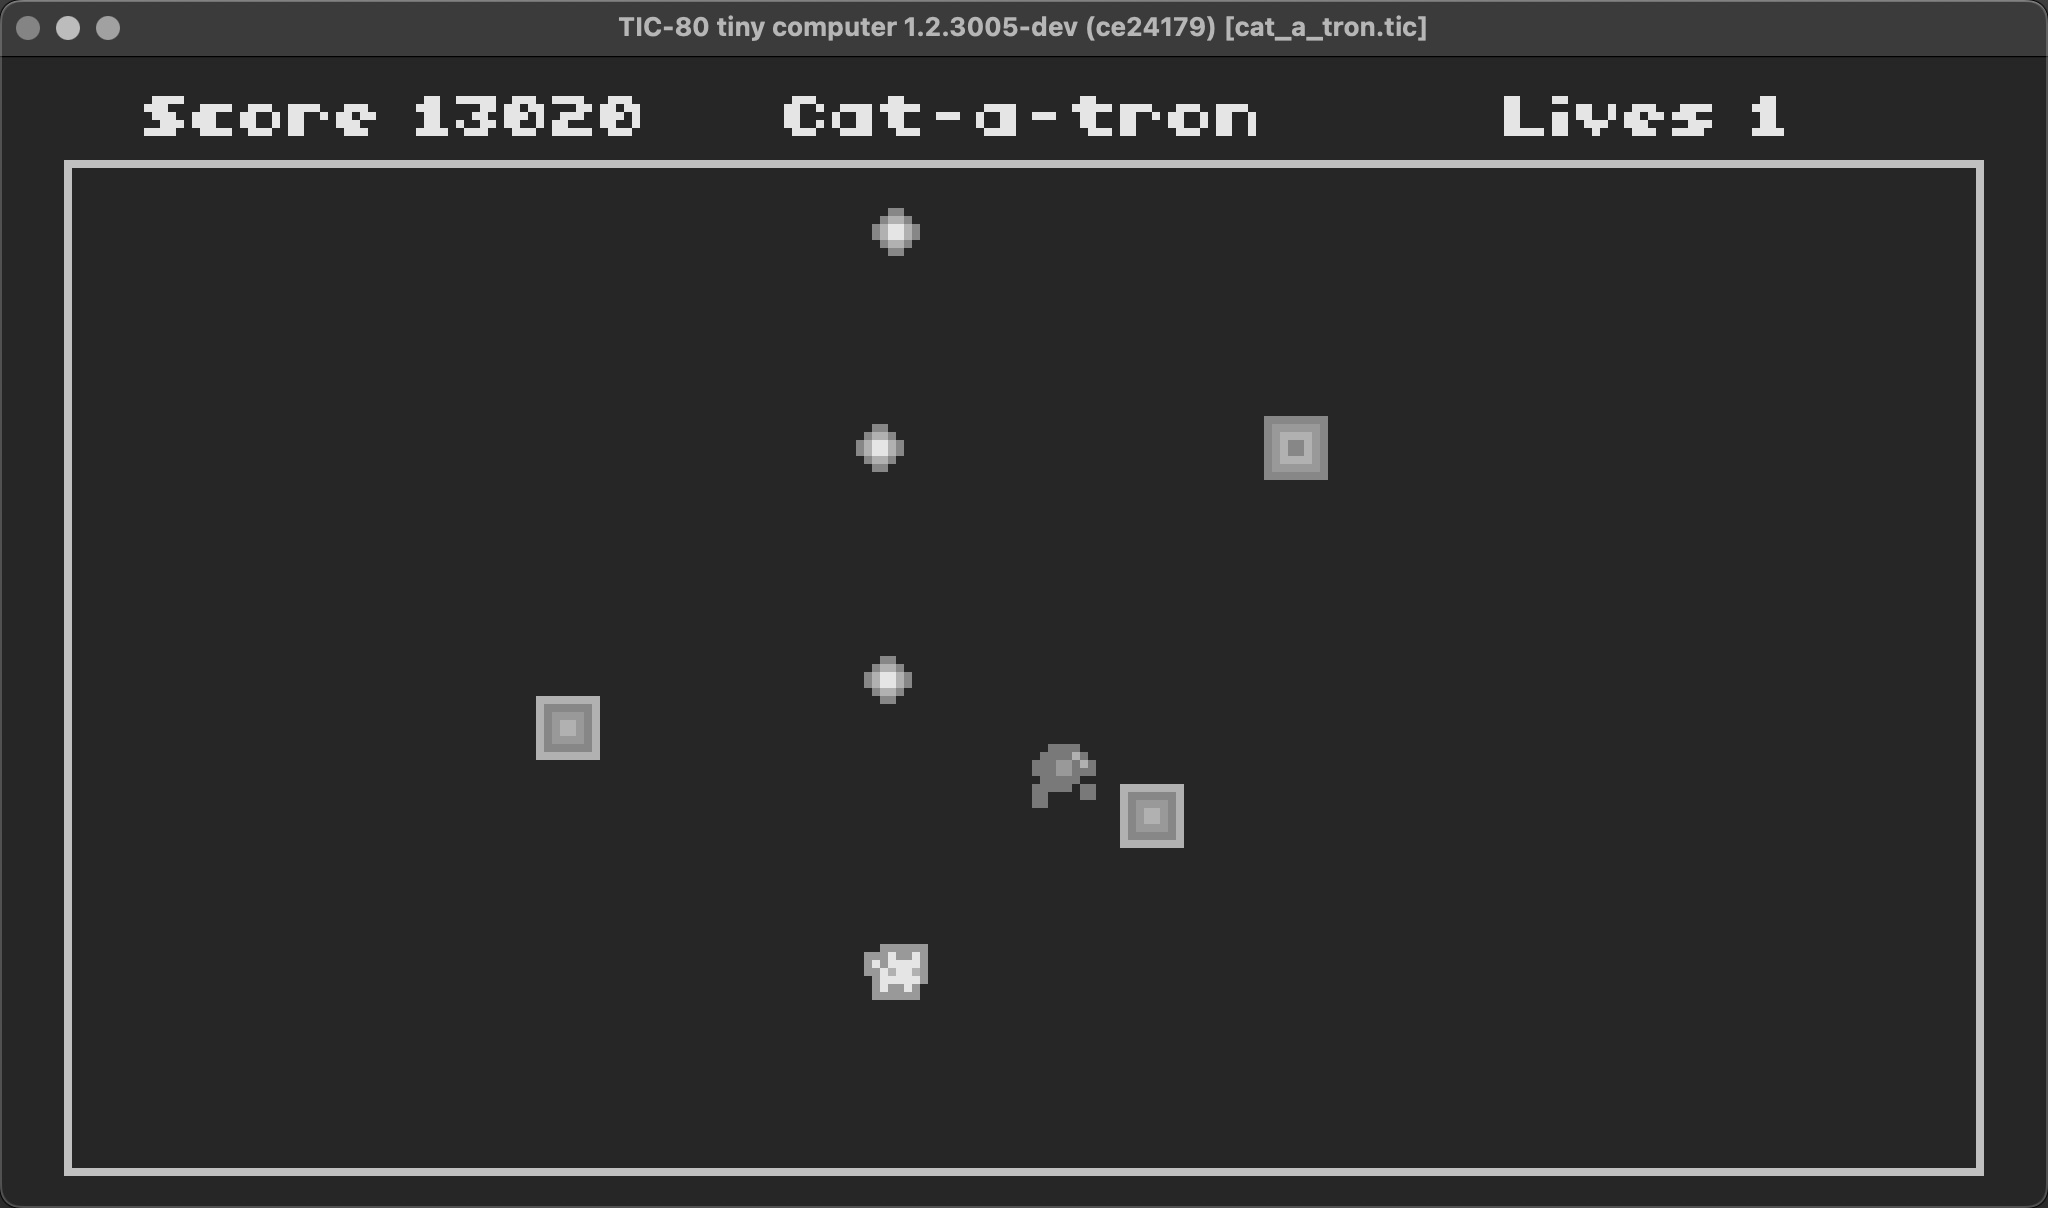 TIC-80 tiny computer 1.2.3005-dev (ce24179) [cat_a_tron.tic]
Score 13020 Cat-a-tron Lives 1